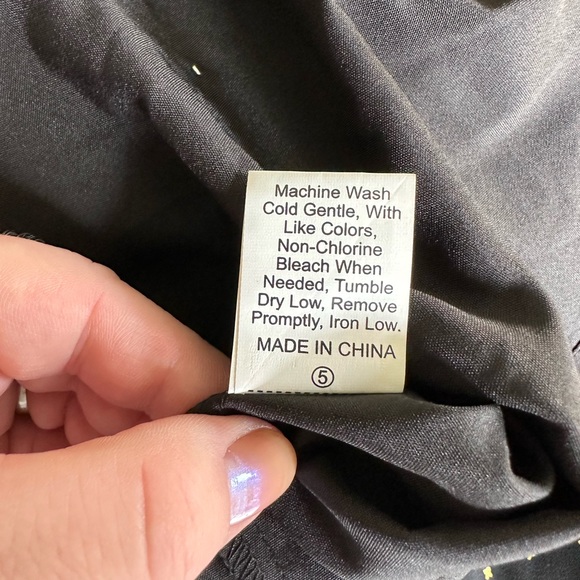 Machine Wash
Cold Gentle, With
Like Colors,
Non-Chlorine
Bleach When
Needed, Tumble
Dry Low, Remove
Promptly, Iron Low.
MADE IN CHINA
5